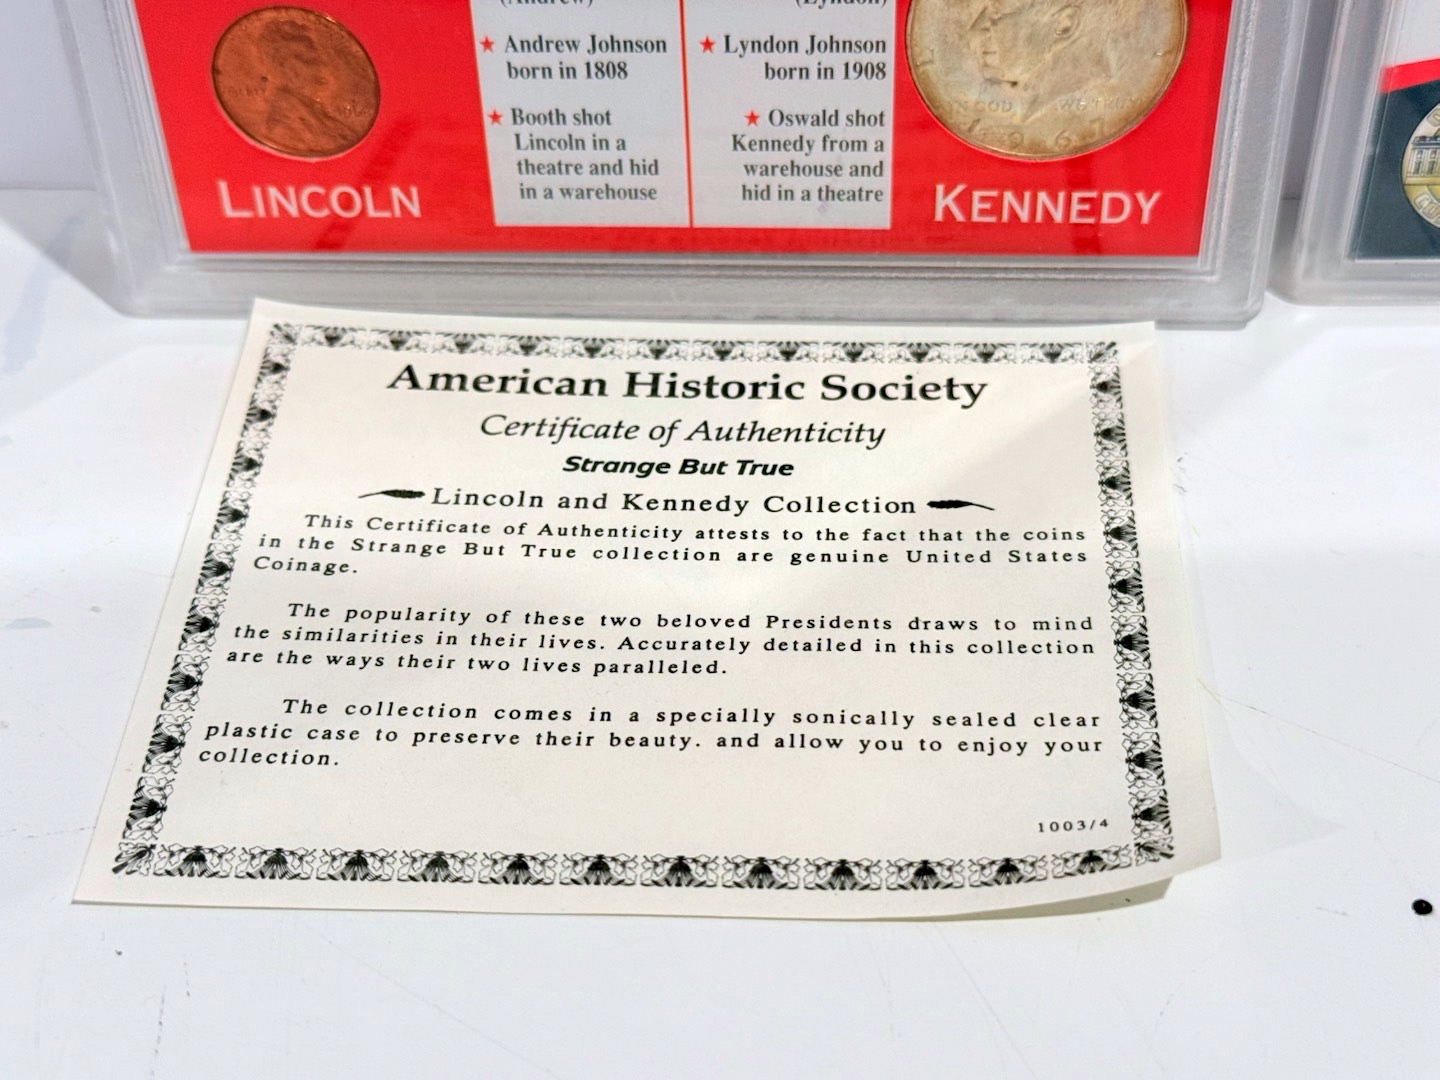 (Andrew)
★ Andrew Johnson
born in 1808
★ Booth shot
Lincoln in a
theatre and hid
in a warehouse
(Lyndon)
★ Lyndon Johnson
born in 1908
★ Oswald shot
Kennedy from a
warehouse and
hid in a theatre
LINCOLN
KENNEDY
1967
American Historic Society
Certificate of Authenticity
Strange But True
Lincoln and Kennedy Collection
This Certificate of Authenticity attests to the fact that the coins
in the Strange But True collection are genuine United States
Coinage.
The popularity of these two beloved Presidents draws to mind
the similarities in their lives. Accurately detailed in this collection
are the ways their two lives paralleled.
The collection comes in a specially sonically sealed clear
plastic case to preserve their beauty. and allow you to enjoy your
collection.
1003/4